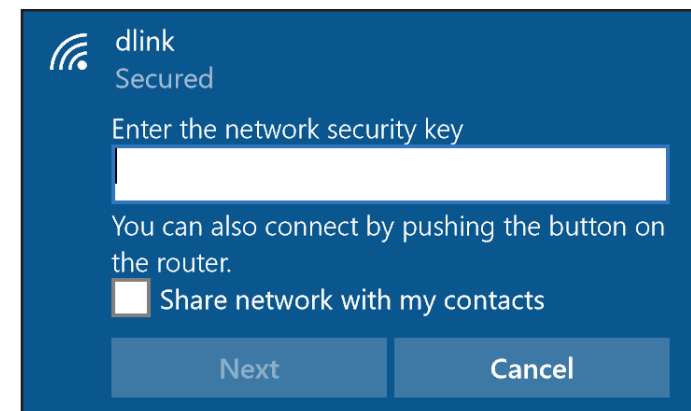 dlink
Secured
Enter the network security key
You can also connect by pushing the button on
the router.
Share network with my contacts
Next
Cancel